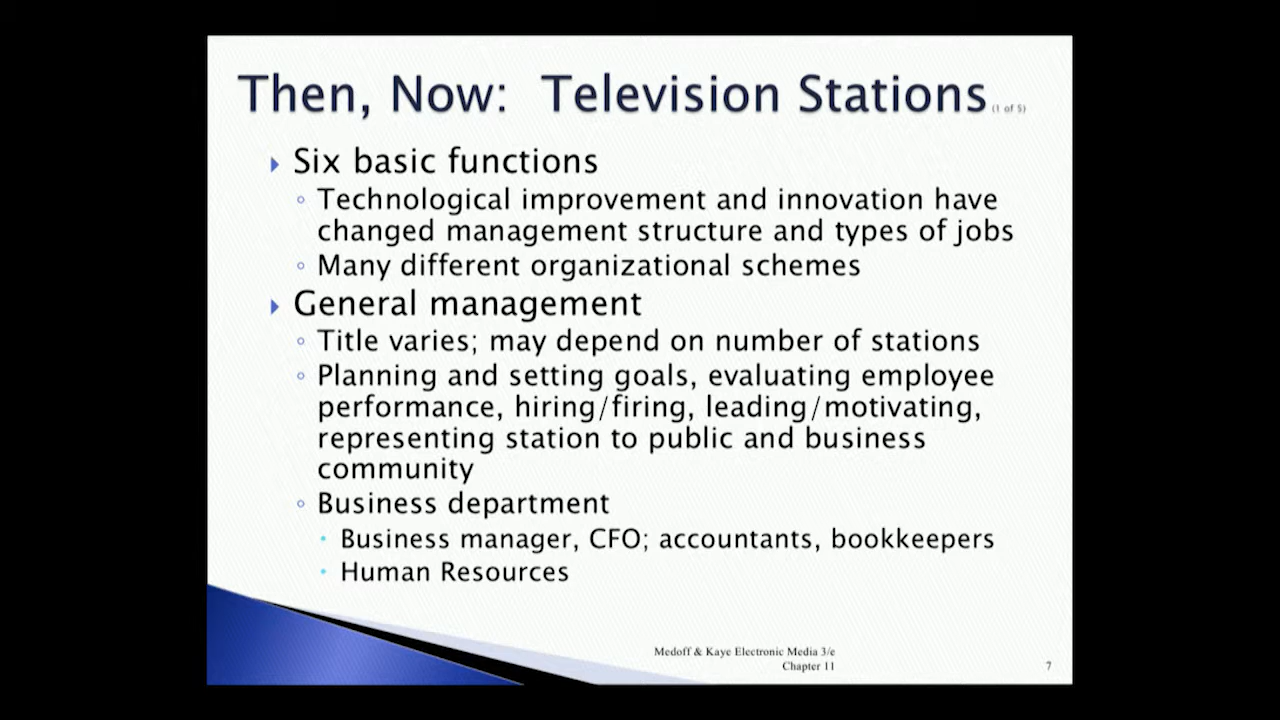 Then, Now:  Television Stations (1 of 5)
Six basic functions
Technological improvement and innovation have
changed management structure and types of jobs
Many different organizational schemes
General management
Title varies; may depend on number of stations
Planning and setting goals, evaluating employee
performance, hiring/firing, leading/motivating,
representing station to public and business
community
Business department
Business manager, CFO; accountants, bookkeepers
Human Resources
Medoff & Kaye Electronic Media 3/e
Chapter 11
7